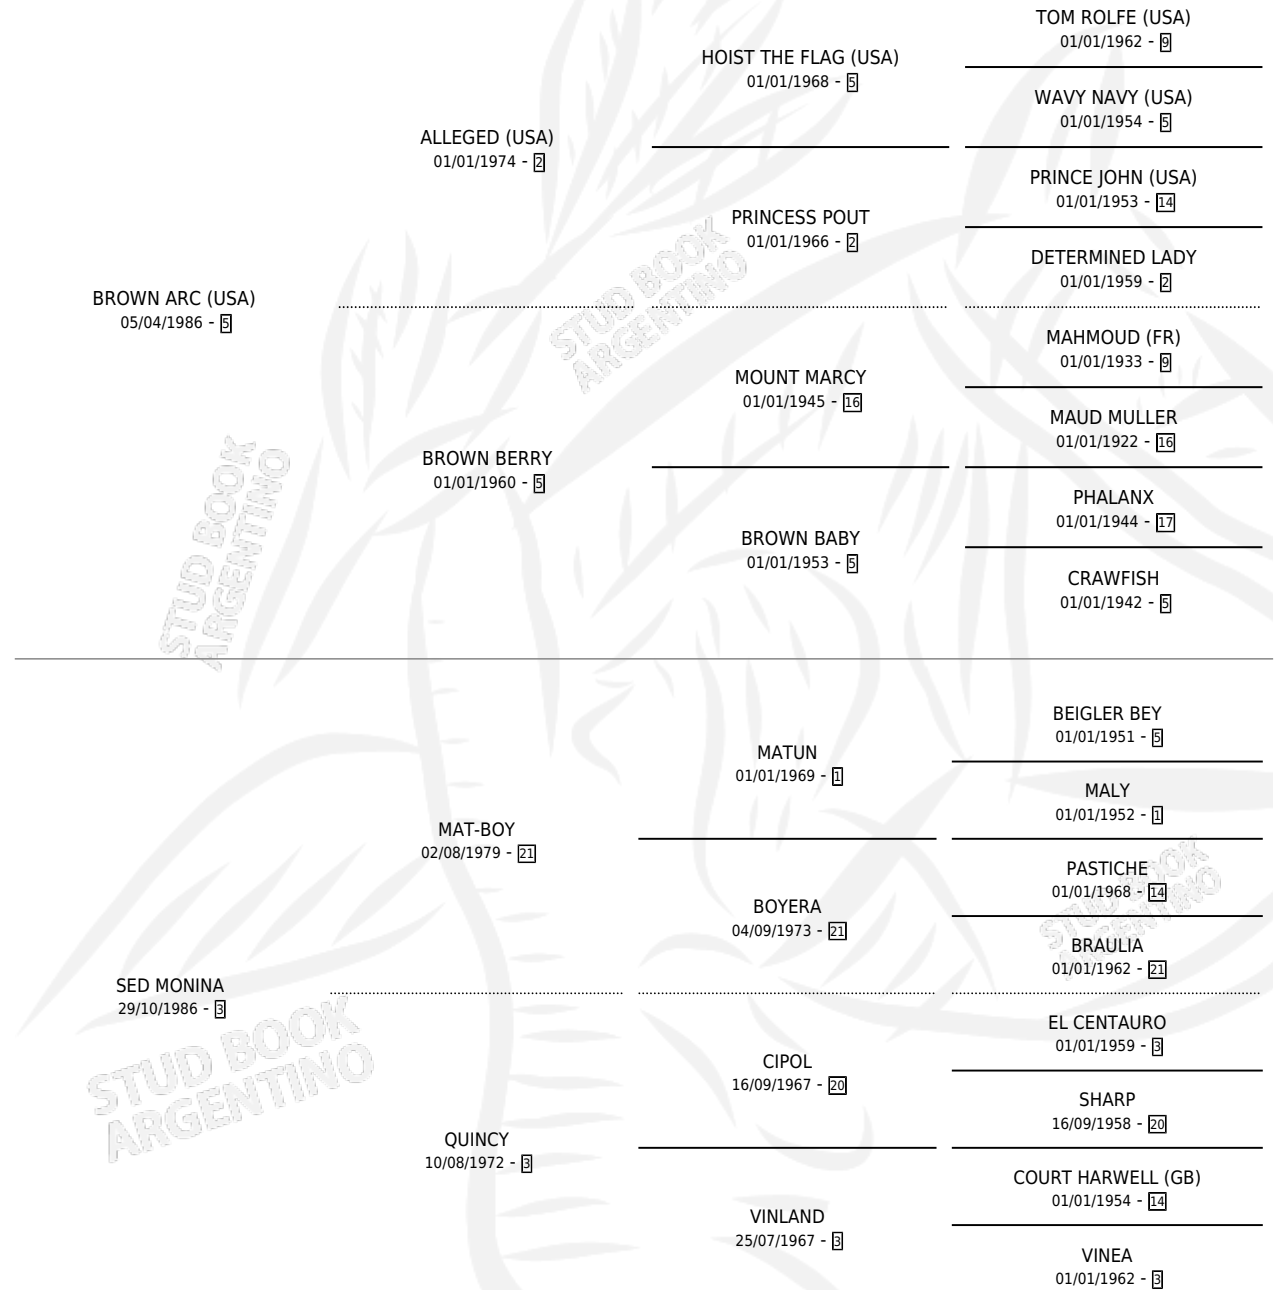 TOM ROLFE (USA)
01/01/1962 - 9
HOIST THE FLAG (USA)
01/01/1968 - 5
WAVY NAVY (USA)
01/01/1954 - 5
ALLEGED (USA)
01/01/1974 - 2
PRINCE JOHN (USA)
01/01/1953 - 14
PRINCESS POUT
01/01/1966 - 2
DETERMINED LADY
01/01/1959 - 2
BROWN ARC (USA)
05/04/1986 - 5
MAHMOUD (FR)
01/01/1933 - 9
MOUNT MARCY
01/01/1945 - 16
MAUD MULLER
01/01/1922 - 16
BROWN BERRY
01/01/1960 - 5
PHALANX
01/01/1944 - 17
BROWN BABY
01/01/1953 - 5
CRAWFISH
01/01/1942 - 5
BEIGLER BEY
01/01/1951 - 5
MATUN
01/01/1969 - 1
MALY
01/01/1952 - 1
MAT-BOY
02/08/1979 - 21
PASTICHE
01/01/1968 - 14
BOYERA
04/09/1973 - 21
BRAULIA
01/01/1962 - 21
SED MONINA
29/10/1986 - 3
EL CENTAURO
01/01/1959 - 3
CIPOL
16/09/1967 - 20
SHARP
16/09/1958 - 20
QUINCY
10/08/1972 - 3
COURT HARWELL (GB)
01/01/1954 - 14
VINLAND
25/07/1967 - 3
VINEA
01/01/1962 - 3
STUD BOOK
ARGENTINO
STUD BOOK
ARGENTINO
STUD BOOK
ARGENTINO
STUD BOOK
ARGENTINO